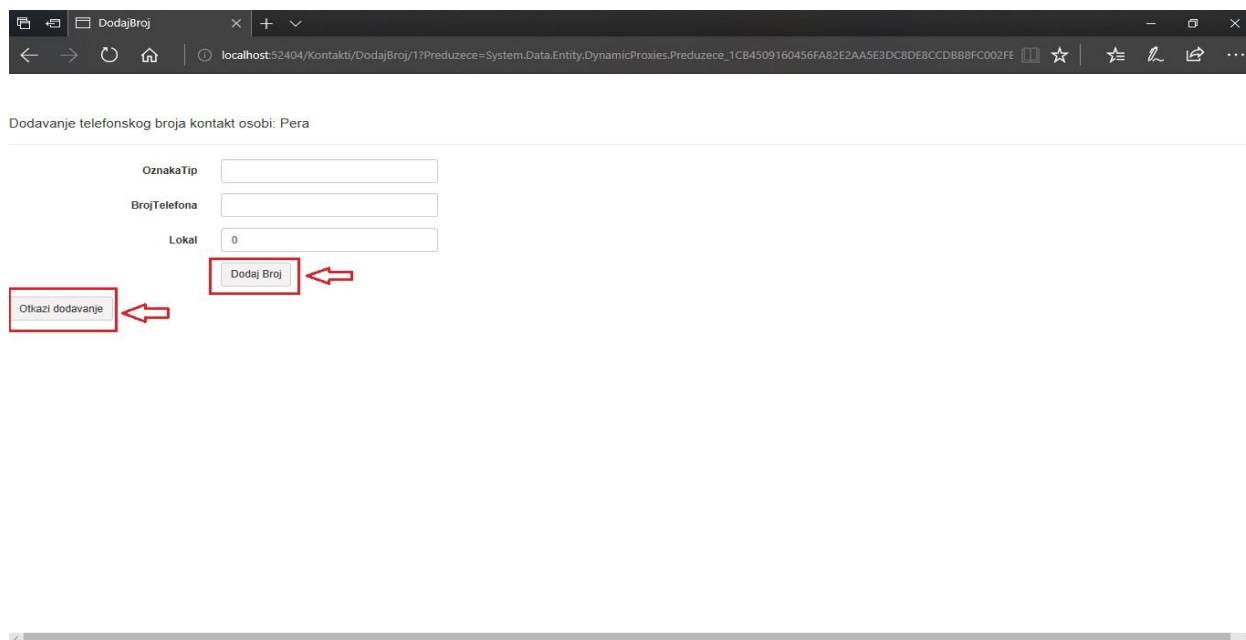 DodajBroj
localhost:52404/Kontakti/DodajBroj/1?Preduzece=System.Data.Entity.DynamicProxies.Preduzece_1CB4509160456FA82E2AA5E3DC8DE8CCDBB8FC002FE
Dodavanje telefonskog broja kontakt osobi: Pera
OznakaTip
BrojTelefona
Lokal 0
Dodaj Broj
Otkazi dodavanje